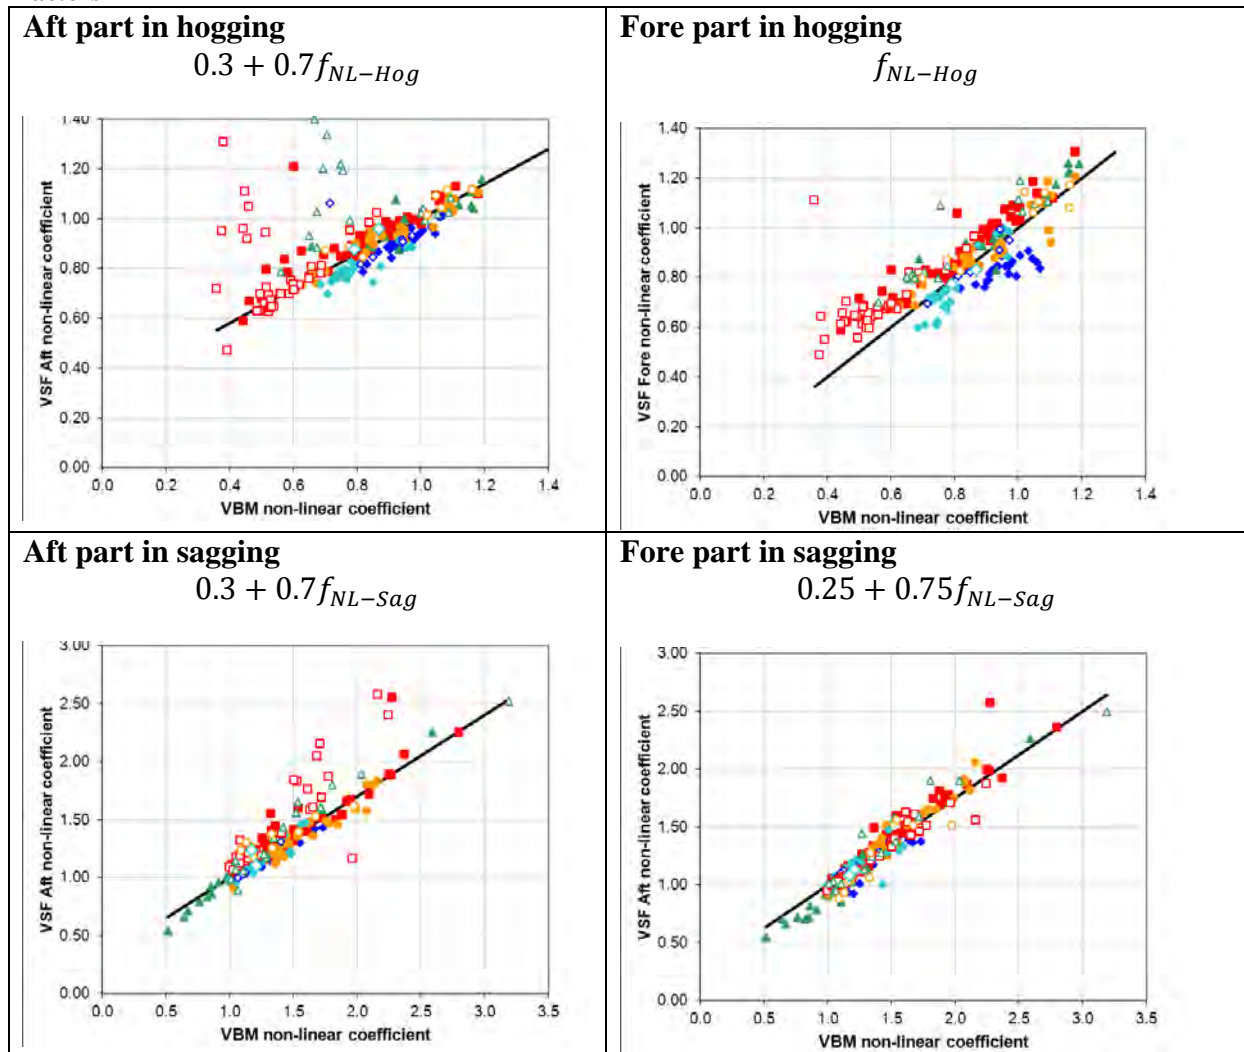 Aft part in hogging
0.3 + 0.7f_{NL−Hog}
1.40
1.20
1.00
0.80
0.60
0.40
0.20
0.00
VSF Aft non-linear coefficient
0.0 0.2 0.4 0.6 0.8 1.0 1.2 1.4
VBM non-linear coefficient
Fore part in hogging
f_{NL−Hog}
1.40
1.20
1.00
0.80
0.60
0.40
0.20
0.00
VSF Fore non-linear coefficient
0.0 0.2 0.4 0.6 0.8 1.0 1.2 1.4
VBM non-linear coefficient
Aft part in sagging
0.3 + 0.7f_{NL−Sag}
3.00
2.50
2.00
1.50
1.00
0.50
0.00
VSF Aft non-linear coefficient
0.0 0.5 1.0 1.5 2.0 2.5 3.0 3.5
VBM non-linear coefficient
Fore part in sagging
0.25 + 0.75f_{NL−Sag}
3.00
2.50
2.00
1.50
1.00
0.50
0.00
VSF Aft non-linear coefficient
0.0 0.5 1.0 1.5 2.0 2.5 3.0 3.5
VBM non-linear coefficient